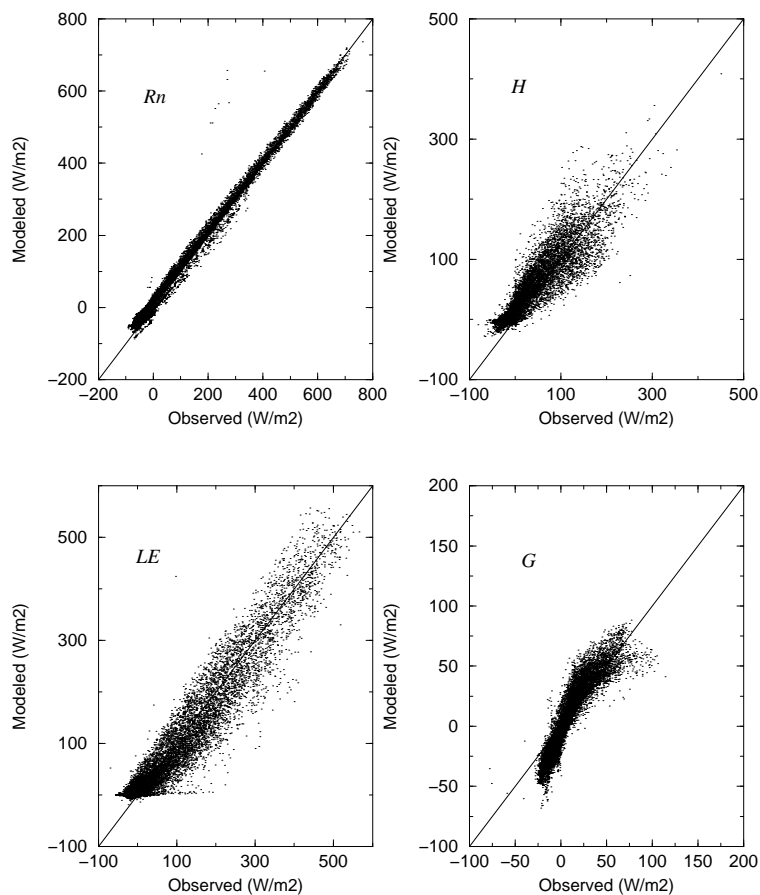 800
600
400
200
0
−200
Modeled (W/m2)
Rn
−200 0 200 400 600 800
Observed (W/m2)
500
300
100
−100
Modeled (W/m2)
H
−100 100 300 500
Observed (W/m2)
500
300
100
−100
Modeled (W/m2)
LE
−100 100 300 500
Observed (W/m2)
200
150
100
50
0
−50
−100
Modeled (W/m2)
G
−100 −50 0 50 100 150 200
Observed (W/m2)